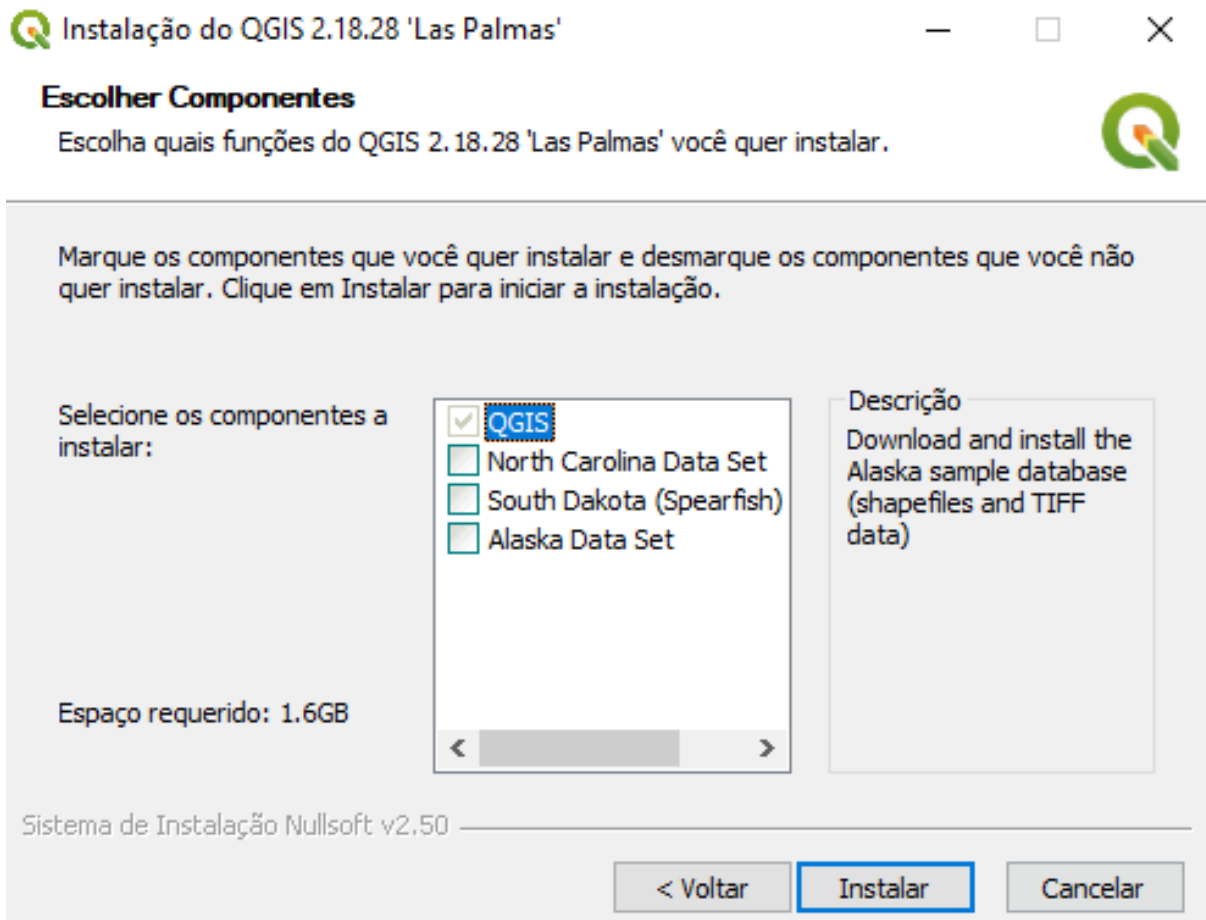 Instalação do QGIS 2.18.28 'Las Palmas'
Escolher Componentes
Escolha quais funções do QGIS 2.18.28 'Las Palmas' você quer instalar.
Marque os componentes que você quer instalar e desmarque os componentes que você não
quer instalar. Clique em Instalar para iniciar a instalação.
Selecione os componentes a
instalar:
QGIS
North Carolina Data Set
South Dakota (Spearfish)
Alaska Data Set
Descrição
Download and install the
Alaska sample database
(shapefiles and TIFF
data)
Espaço requerido: 1.6GB
Sistema de Instalação Nullsoft v2.50
< Voltar
Instalar
Cancelar